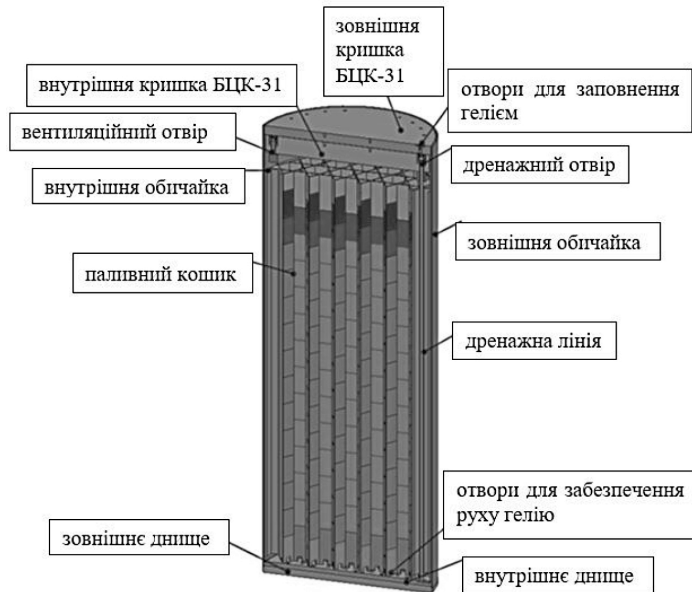 зовнішня
кришка
БЦК-31
внутрішня кришка БЦК-31
отвори для заповнення
гелієм
вентиляційний отвір
дренажний отвір
внутрішня обичайка
зовнішня обичайка
паливний кошик
дренажна лінія
отвори для забезпечення
руху гелію
зовнішнє днище
внутрішнє днище